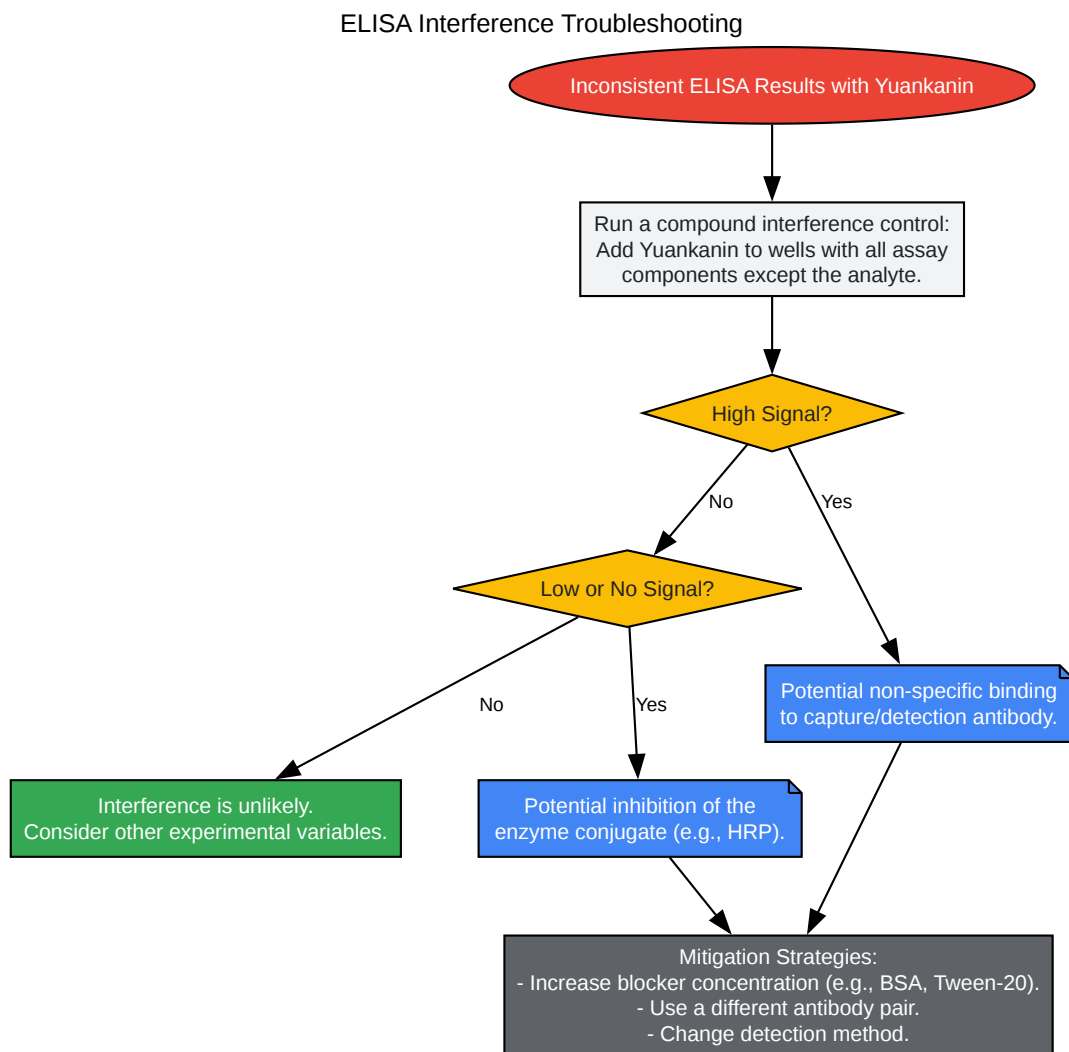 ELISA Interference Troubleshooting
Inconsistent ELISA Results with Yuankanin
Run a compound interference control:
Add Yuankanin to wells with all assay
components except the analyte.
High Signal?
No
Yes
Low or No Signal?
Potential non-specific binding
to capture/detection antibody.
No
Yes
Interference is unlikely.
Consider other experimental variables.
Potential inhibition of the
enzyme conjugate (e.g., HRP).
Mitigation Strategies:
- Increase blocker concentration (e.g., BSA, Tween-20).
- Use a different antibody pair.
- Change detection method.